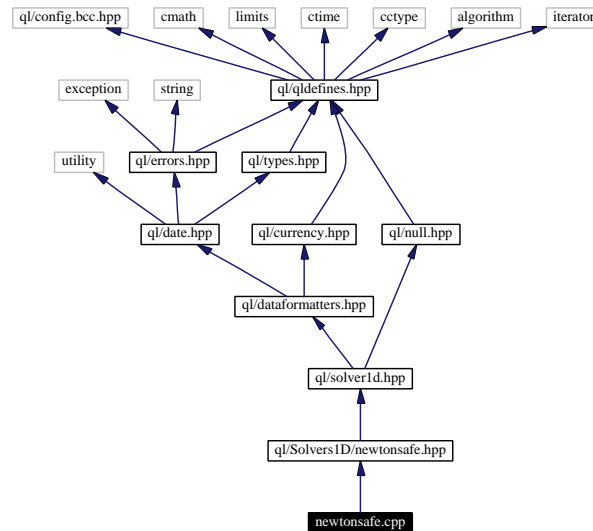 ql/config.bcc.hpp cmath limits ctime cctype algorithm iterator
ql/qldefines.hpp
exception string
utility ql/errors.hpp ql/types.hpp
ql/date.hpp ql/currency.hpp ql/null.hpp
ql/dataformatters.hpp
ql/solver1d.hpp
ql/Solvers1D/newtonsafe.hpp
newtonsafe.cpp